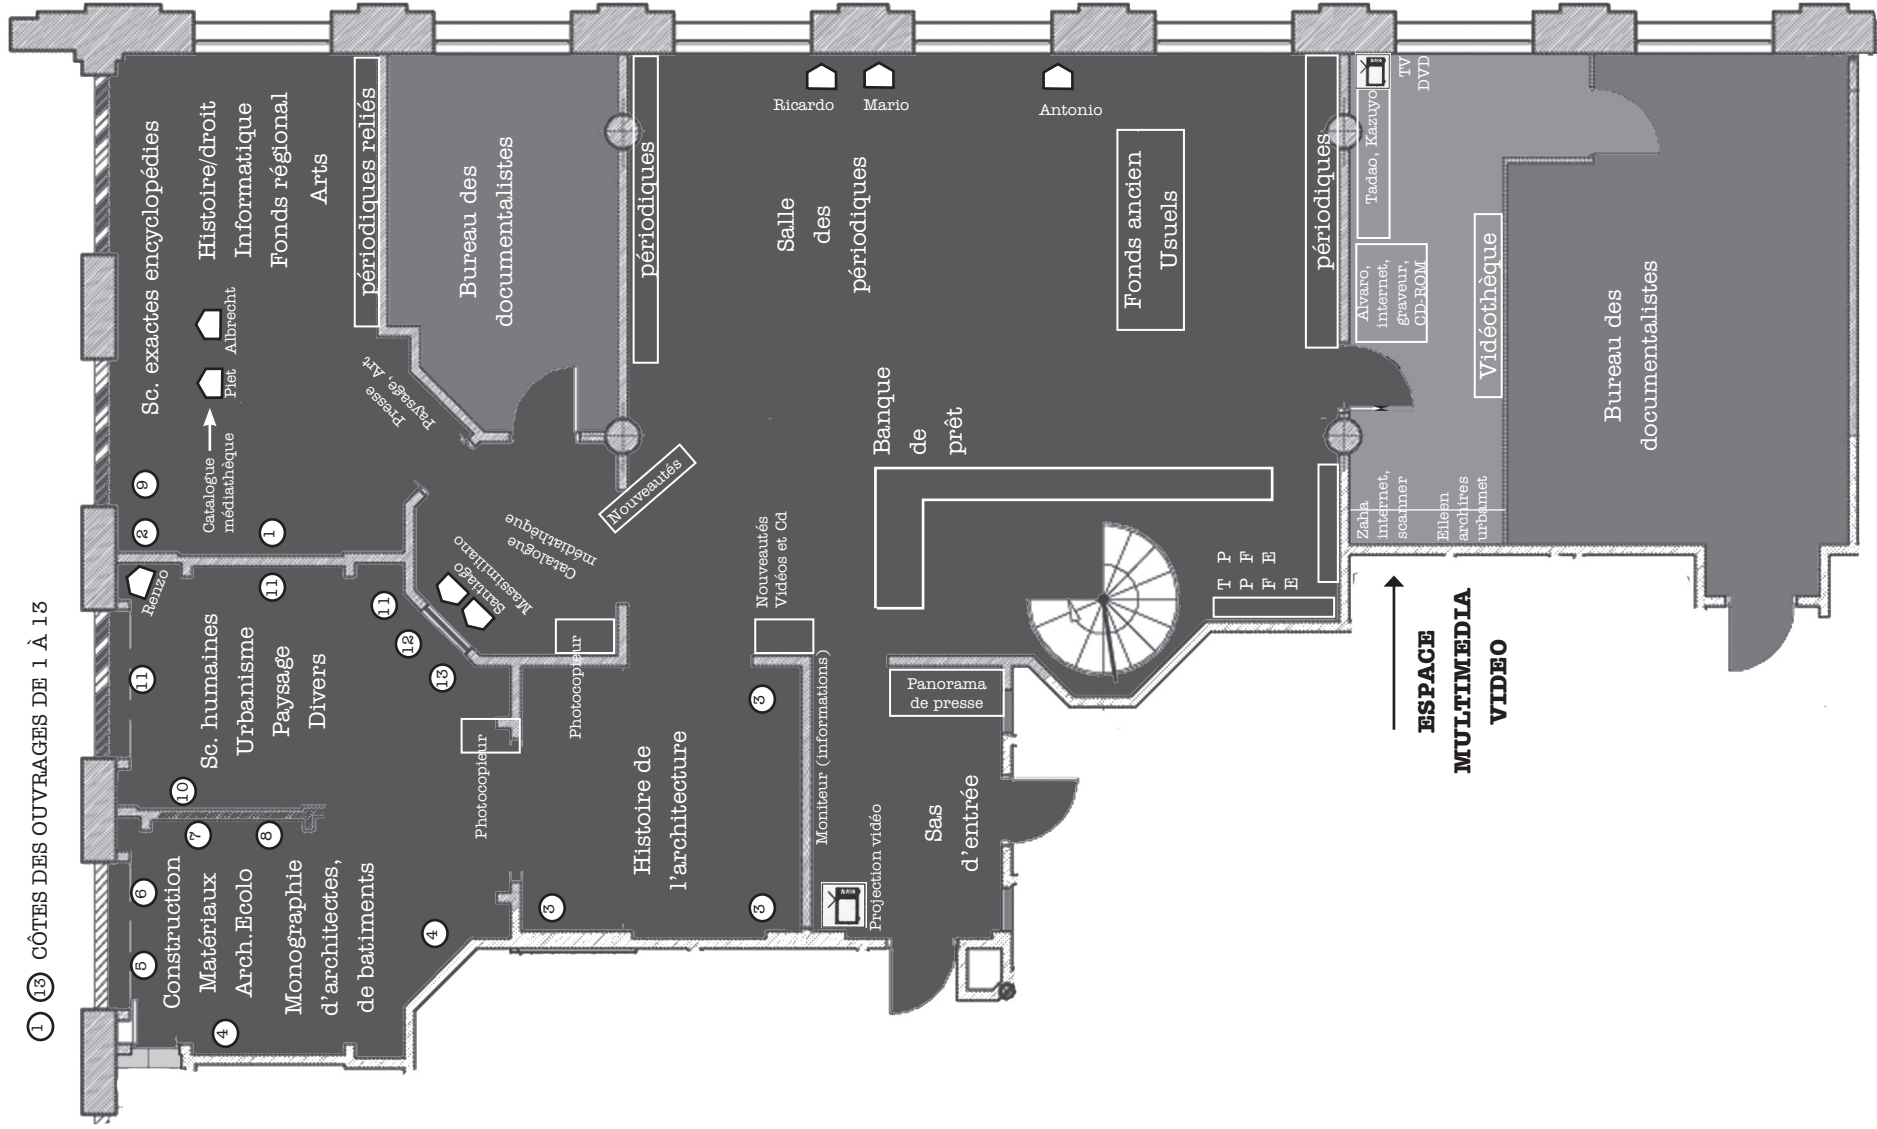 1 13 CÔTES DES OUVRAGES DE 1 À 13
Sc. exactes encyclopédies
Histoire/droit
Informatique
Fonds régional
Arts
périodiques reliés
Bureau des
documentalistes
périodiques
Ricardo
Mario
Antonio
Salle
des
périodiques
Fonds ancien
Usuels
périodiques
TV
DVD
Tadao, Kazuyo
Alvaro,
internet,
graveur,
CD-ROM
Vidéothèque
Bureau des
documentalistes
Zaha
internet,
scanner
Eileen
archires
urbamet
Albrecht
Piet
Catalogue
médiathèque
9
2
1
Presse
Paysage, Art
Nouveautés
Catalogue
médiathèque
Massimiliano
Santiago
Banque
de
prêt
Nouveautés
Vidéos et Cd
T P
P F
F E
E
Renzo
11
11
11
12
13
10
Sc. humaines
Urbanisme
Paysage
Divers
Photocopieur
Photocopieur
7
8
6
5
4
4
Construction
Matériaux
Arch.Ecolo
Monographie
d'architectes,
de batiments
3
3
3
Histoire de
l'architecture
Moniteur (informations)
Projection vidéo
Panorama
de presse
Sas
d'entrée
ESPACE
MULTIMEDIA
VIDEO